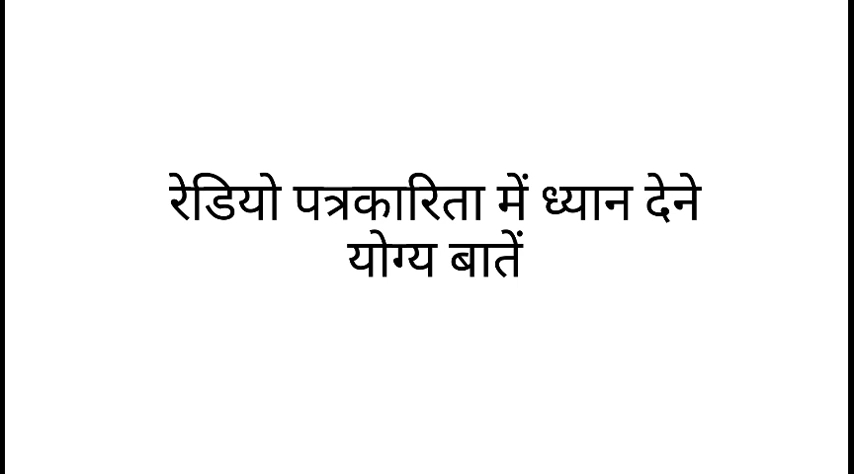 रेडियो पत्रकारिता में ध्यान देने
योग्य बातें